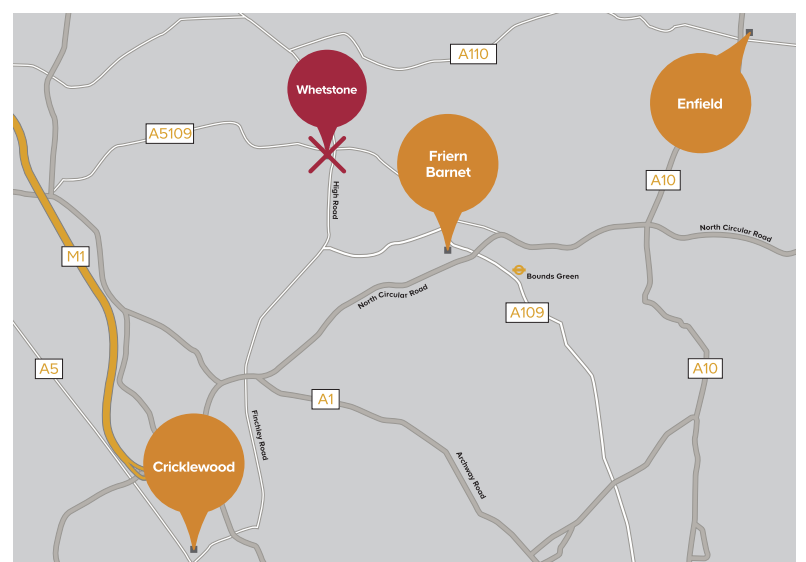 A110
Whetstone
Enfield
A5109
Friern
Barnet
A10
High Road
North Circular Road
M1
Bounds Green
North Circular Road
A109
A5
A10
A1
Finchley Road
Cricklewood
Archway Road